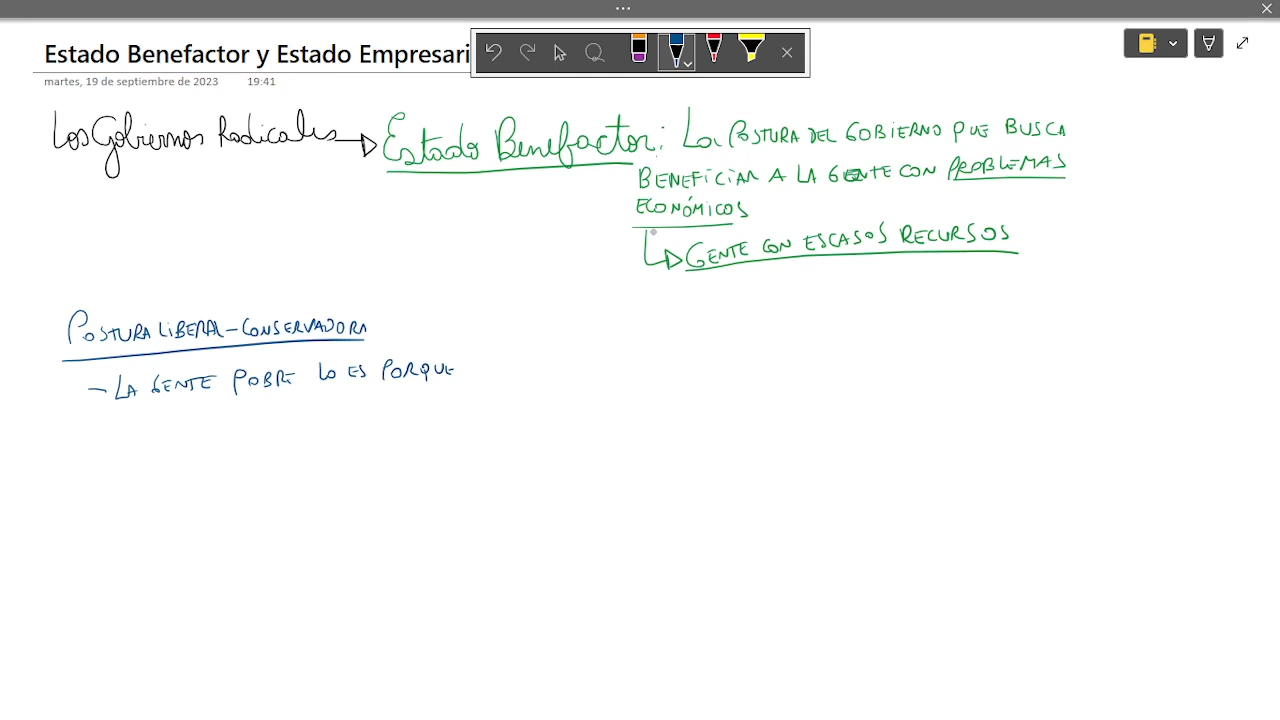 Estado Benefactor y Estado Empresari
martes, 19 de septiembre de 2023 19:41
Los Gobiernos Radicales
Estado Benefactor: La POSTURA DEL GOBIERNO QUE BUSCA
BENEFICIAR A LA GENTE CON PROBLEMAS
ECONÓMICOS
GENTE CON ESCASOS RECURSOS
POSTURA LIBERAL-CONSERVADORA
- LA GENTE POBRE LO ES PORQUE